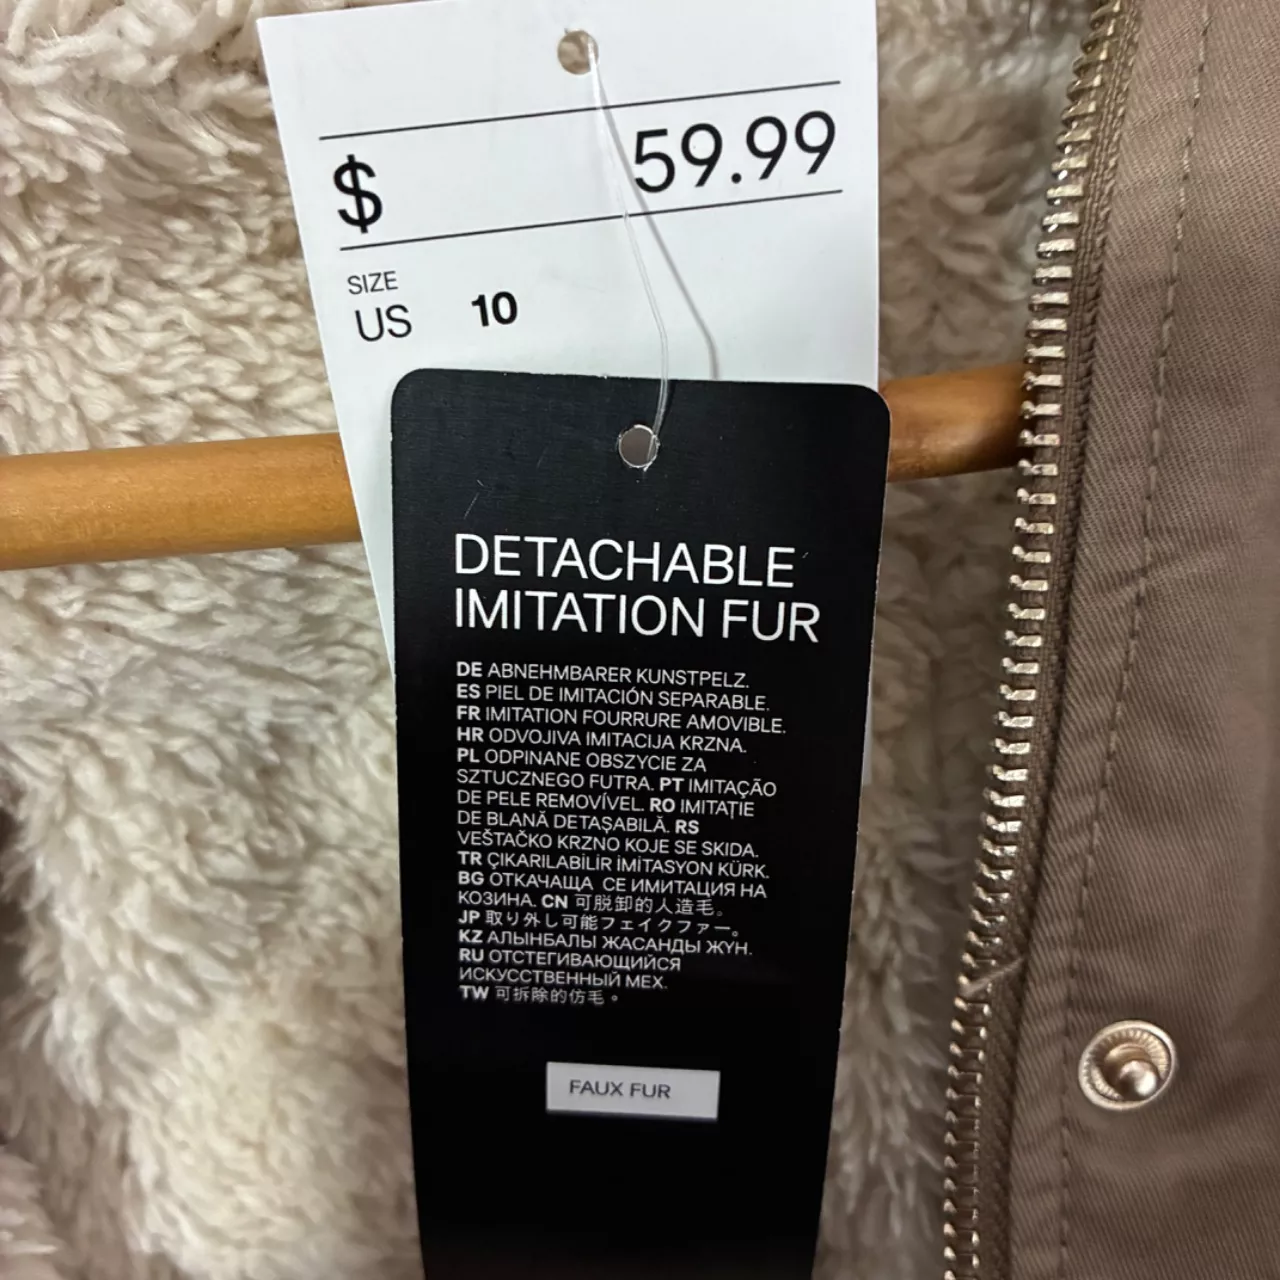 $ 59.99
SIZE
US 10
DETACHABLE
IMITATION FUR
DE ABNEHMBARER KUNSTPELZ.
ES PIEL DE IMITACIÓN SEPARABLE.
FR IMITATION FOURRURE AMOVIBLE.
HR ODVOJIVA IMITACIJA KRZNA.
PL ODPINANE OBSZYCIE ZA
SZTUCZNEGO FUTRA. PT IMITAÇÃO
DE PELE REMOVÍVEL. RO IMITAȚIE
DE BLANĂ DETAȘABILĂ. RS
VEŠTAČKO KRZNO KOJE SE SKIDA.
TR ÇIKARILABİLİR İMİTASYON KÜRK.
BG ОТКАЧАЩА СЕ ИМИТАЦИЯ НА
КОЗИНА. CN 可脱卸的人造毛。
JP 取り外し可能フェイクファー。
KZ АЛЫНБАЛЫ ЖАСАНДЫ ЖҮН.
RU ОТСТЕГИВАЮЩИЙСЯ
ИСКУССТВЕННЫЙ МЕХ.
TW 可拆除的仿毛。
FAUX FUR